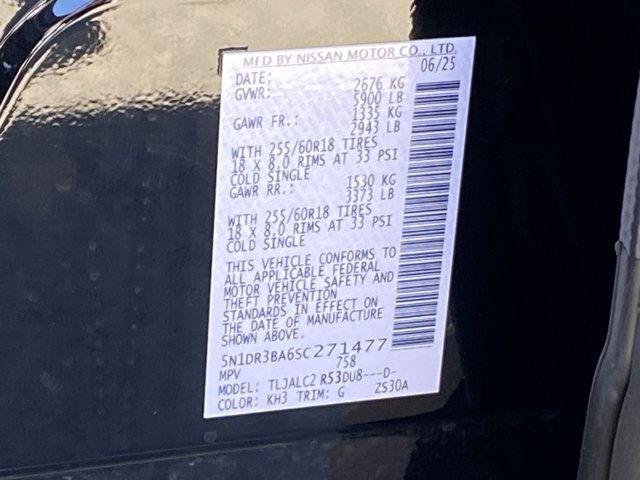 MFD BY NISSAN MOTOR CO., LTD.
DATE: 06/25
GVWR: 2676 KG
5900 LB
GAWR FR.: 1335 KG
2943 LB
WITH 255/60R18 TIRES
18 X 8.0 RIMS AT 33 PSI
COLD SINGLE
GAWR RR.: 1530 KG
3373 LB
WITH 255/60R18 TIRES
18 X 8.0 RIMS AT 33 PSI
COLD SINGLE
THIS VEHICLE CONFORMS TO
ALL APPLICABLE FEDERAL
MOTOR VEHICLE SAFETY AND
THEFT PREVENTION
STANDARDS IN EFFECT ON
THE DATE OF MANUFACTURE
SHOWN ABOVE.
5N1DR3BA6SC271477
MPV 758
MODEL: TLJALC2 R53DU8---D-
COLOR: KH3 TRIM: G ZS30A